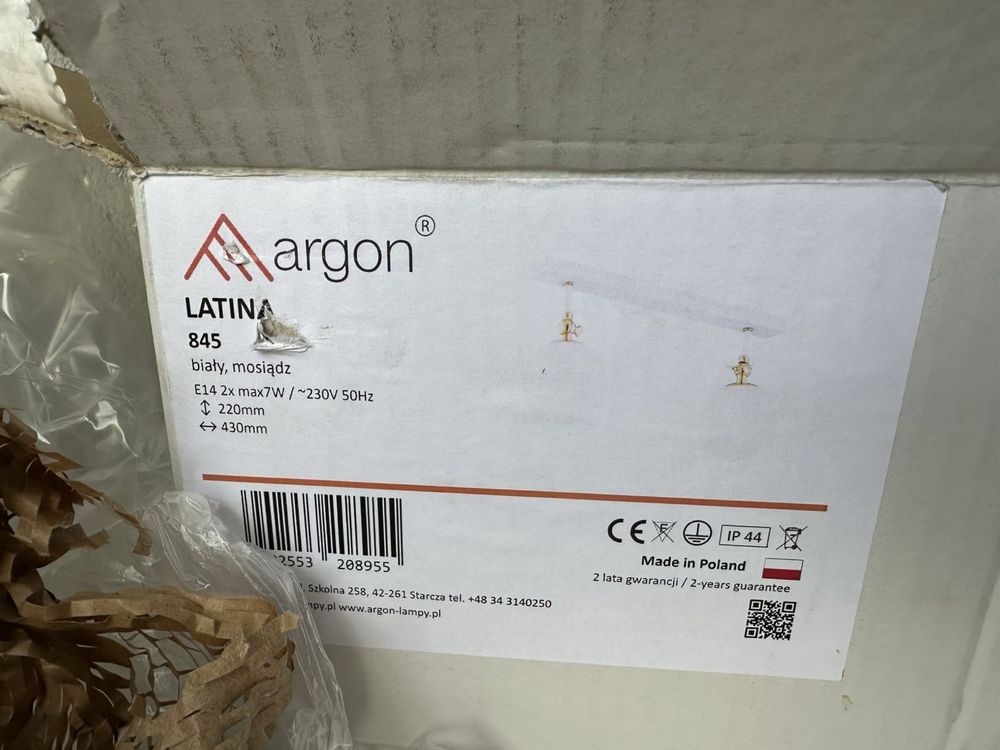 argon®
LATINA
845
biały, mosiądz
E14 2x max7W / ~230V 50Hz
220mm
430mm
2553 208955
CE F IP 44
Made in Poland
2 lata gwarancji / 2-years guarantee
Szkolna 258, 42-261 Starcza tel. +48 34 3140250
www.argon-lampy.pl